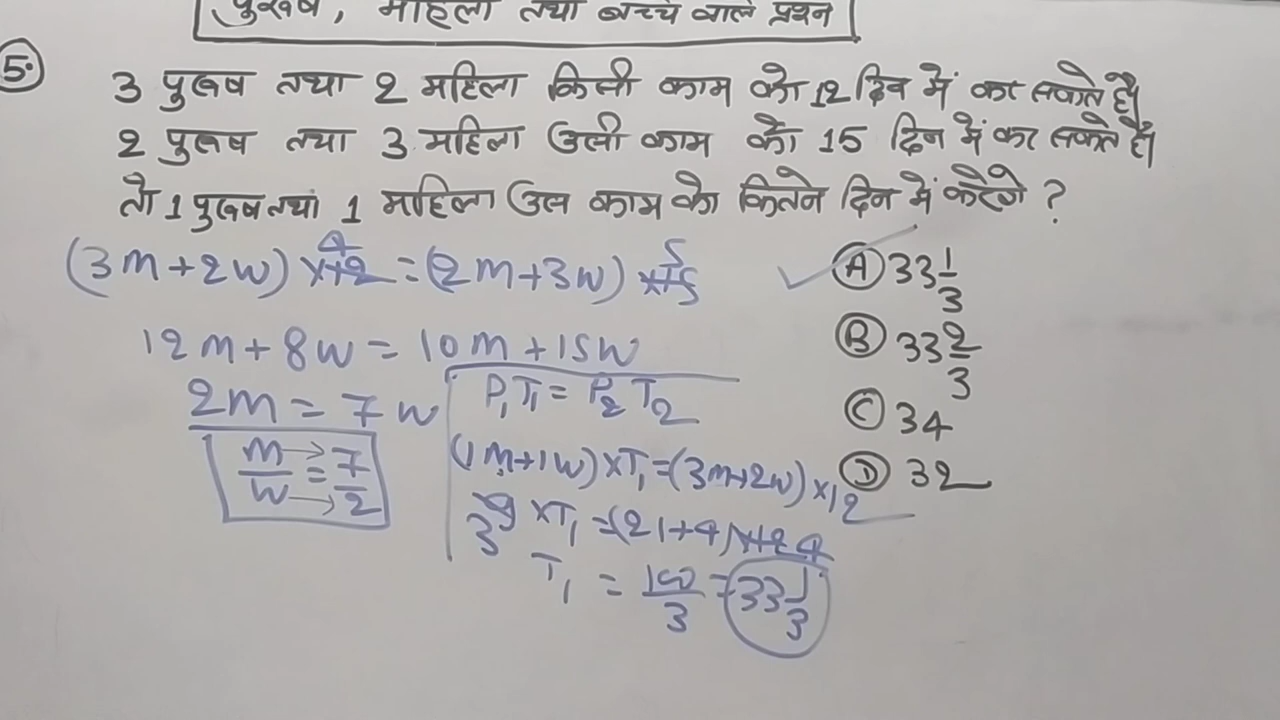 पुरुष, महिला तथा बच्चे वाले प्रश्न
5. 3 पुरुष तथा 2 महिला किसी काम को 12 दिन में कर सकते है।
2 पुरुष तथा 3 महिला उसी काम को 15 दिन में कर सकते है।
तो 1 पुरुष तथा 1 महिला उस काम को कितने दिन में करेंगे ?
(3m+2w) × 12 4 = (2m+3w) × 15 5
(A) 33 1/3
12m + 8w = 10m + 15w
(B) 33 2/3
2m = 7w
P₁T₁ = P₂T₂
(C) 34
m/w → 7/2
(1m+1w)×T₁ = (3m+2w)×12
(D) 32
9 3 ×T₁ = (21+4)×12 4
T₁ = 100/3 = 33 1/3